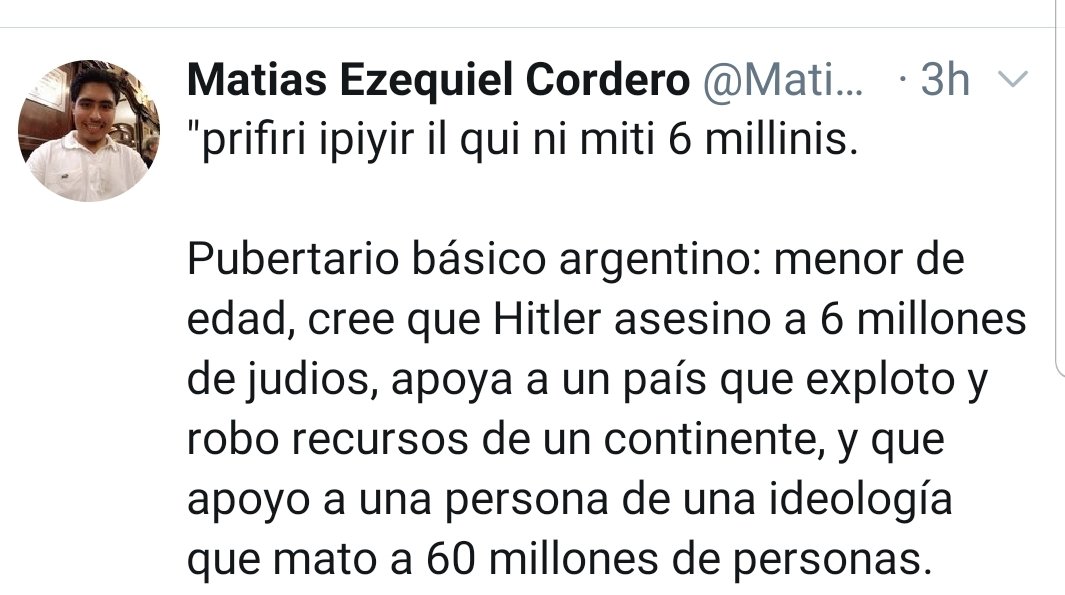 Matias Ezequiel Cordero @Mati... · 3h
"prifiri ipiyir il qui ni miti 6 millinis.
Pubertario básico argentino: menor de
edad, cree que Hitler asesino a 6 millones
de judios, apoya a un país que exploto y
robo recursos de un continente, y que
apoyo a una persona de una ideología
que mato a 60 millones de personas.